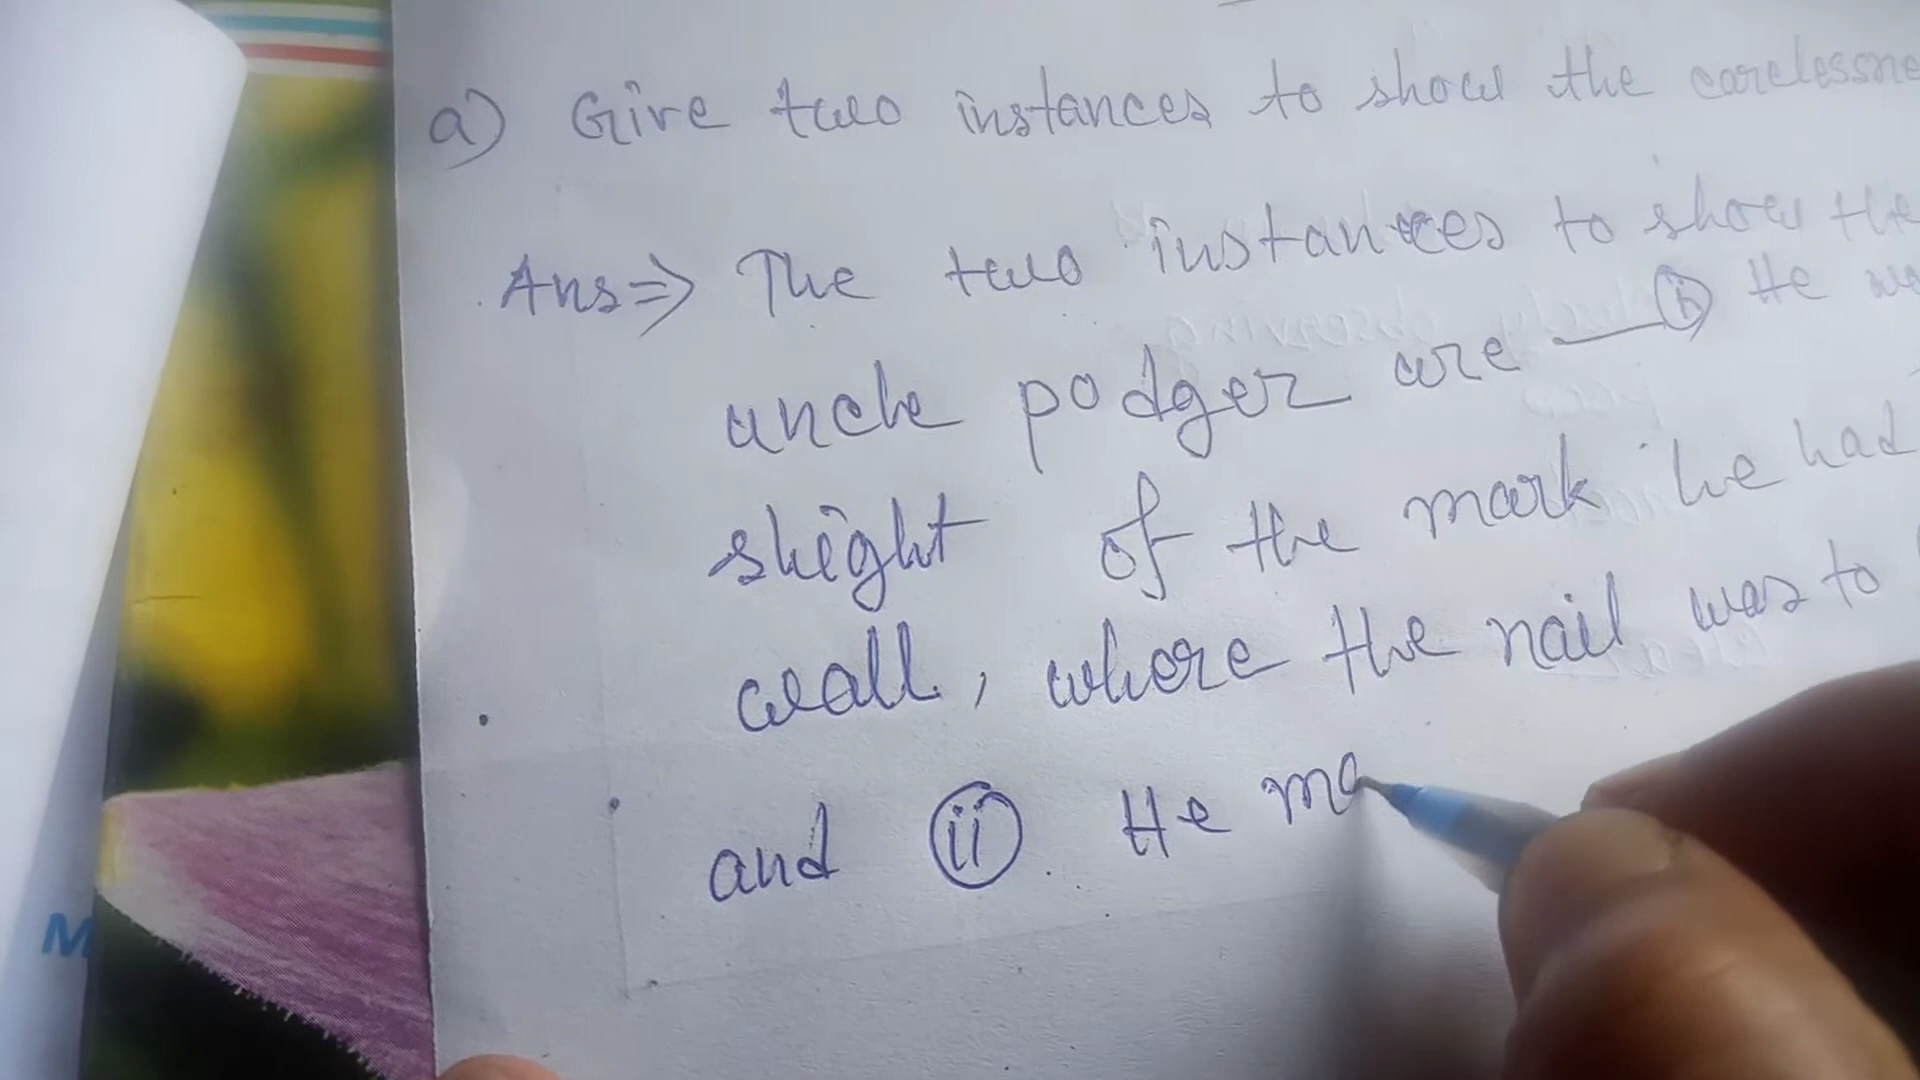 a) Give two instances to show the carelessne
Ans⇒ The two instances to show the
uncle podger are — (i) He
slight of the mark he had
wall, where the nail was to
and (ii) He ma
M